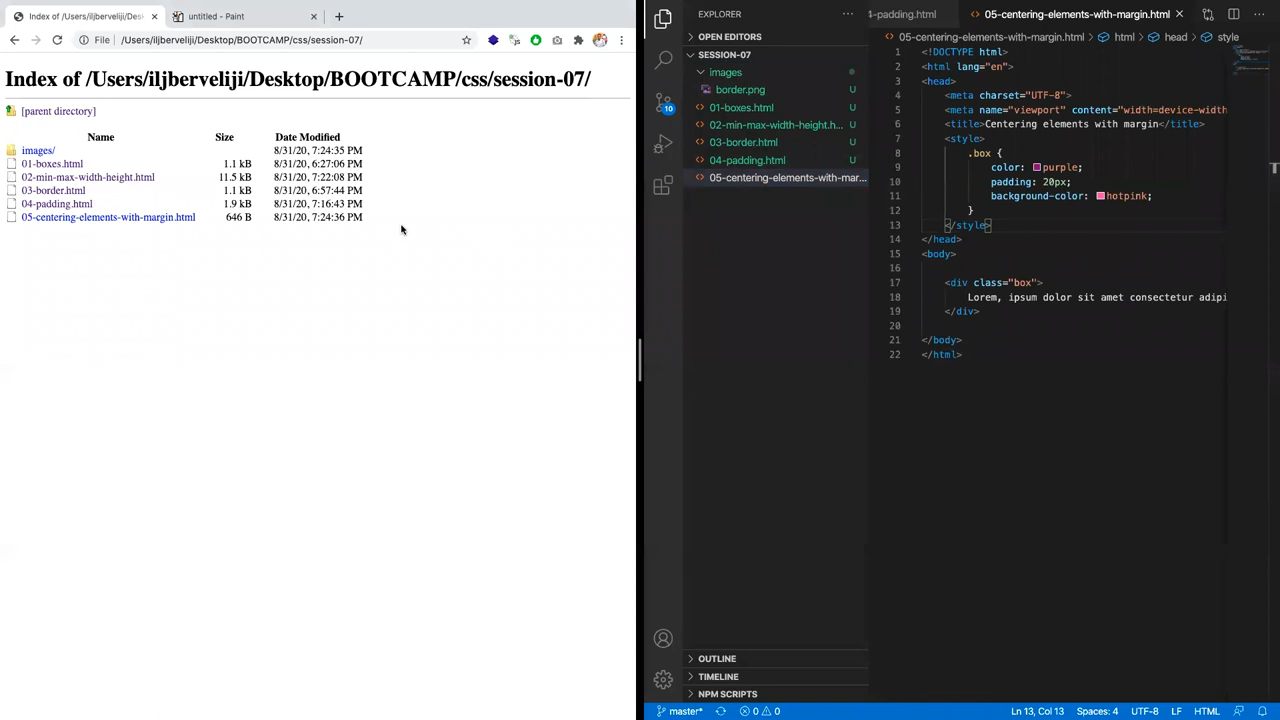 Index of /Users/iljberveliji/Des
untitled - Paint
File | /Users/iljberveliji/Desktop/BOOTCAMP/css/session-07/
Index of /Users/iljberveliji/Desktop/BOOTCAMP/css/session-07/
[parent directory]
Name Size Date Modified
images/ 8/31/20, 7:24:35 PM
01-boxes.html 1.1 kB 8/31/20, 6:27:06 PM
02-min-max-width-height.html 11.5 kB 8/31/20, 7:22:08 PM
03-border.html 1.1 kB 8/31/20, 6:57:44 PM
04-padding.html 1.9 kB 8/31/20, 7:16:43 PM
05-centering-elements-with-margin.html 646 B 8/31/20, 7:24:36 PM
EXPLORER
OPEN EDITORS
SESSION-07
images
border.png U
01-boxes.html U
02-min-max-width-height.h... U
03-border.html U
04-padding.html U
05-centering-elements-with-mar...
OUTLINE
TIMELINE
NPM SCRIPTS
10
4-padding.html
05-centering-elements-with-margin.html
05-centering-elements-with-margin.html > html > head > style
1 <!DOCTYPE html>
2 <html lang="en">
3 <head>
4 <meta charset="UTF-8">
5 <meta name="viewport" content="width=device-width
6 <title>Centering elements with margin</title>
7 <style>
8 .box {
9 color: purple;
10 padding: 20px;
11 background-color: hotpink;
12 }
13 </style>
14 </head>
15 <body>
16
17 <div class="box">
18 Lorem, ipsum dolor sit amet consectetur adipi
19 </div>
20
21 </body>
22 </html>
master* 0 0 Ln 13, Col 13 Spaces: 4 UTF-8 LF HTML